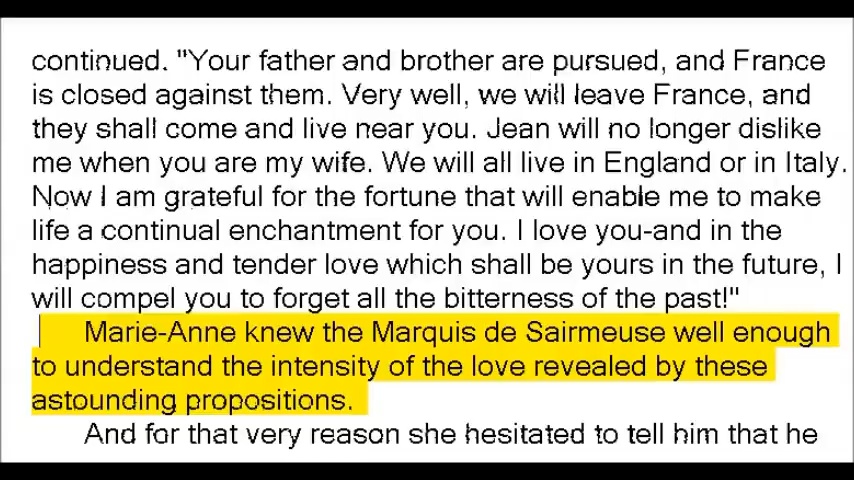 continued. "Your father and brother are pursued, and France
is closed against them. Very well, we will leave France, and
they shall come and live near you. Jean will no longer dislike
me when you are my wife. We will all live in England or in Italy.
Now I am grateful for the fortune that will enable me to make
life a continual enchantment for you. I love you-and in the
happiness and tender love which shall be yours in the future, I
will compel you to forget all the bitterness of the past!"
Marie-Anne knew the Marquis de Sairmeuse well enough
to understand the intensity of the love revealed by these
astounding propositions.
And for that very reason she hesitated to tell him that he